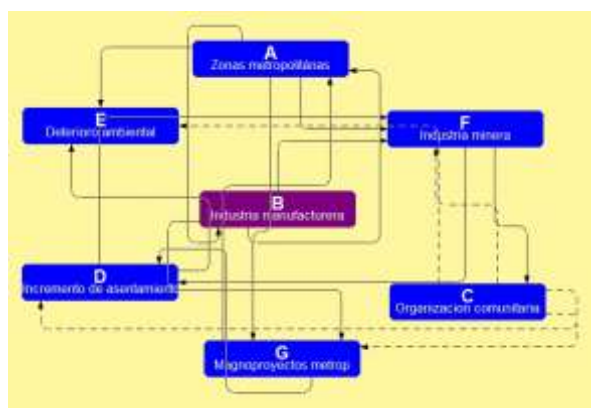 A
Zonas metropolitanas
E
Deterioro ambiental
F
Industria minera
B
Industria manufacturera
D
Incremento de asentamiento
C
Organizacion comunitaria
G
Magnoproyectos metrop